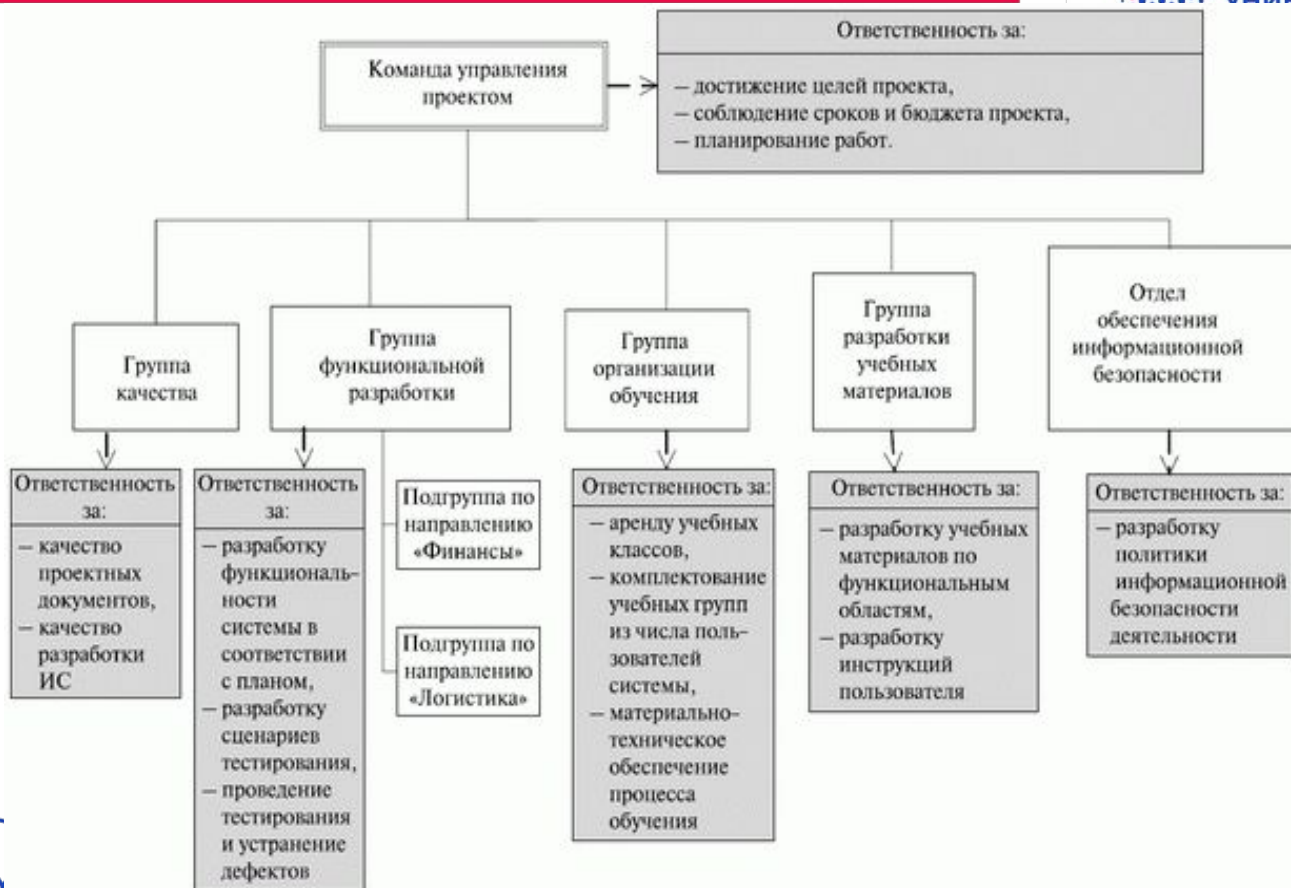 Ответственность за:
Команда управления
проектом
– достижение целей проекта,
– соблюдение сроков и бюджета проекта,
– планирование работ.
Группа
качества
Группа
функциональной
разработки
Группа
организации
обучения
Группа
разработки
учебных
материалов
Отдел
обеспечения
информационной
безопасности
Ответственность
за:
– качество
проектных
документов,
– качество
разработки
ИС
Ответственность
за:
– разработку
функциональ-
ности
системы в
соответствии
с планом,
– разработку
сценариев
тестирования,
– проведение
тестирования
и устранение
дефектов
Подгруппа по
направлению
«Финансы»
Подгруппа по
направлению
«Логистика»
Ответственность за:
– аренду учебных
классов,
– комплектование
учебных групп
из числа поль-
зователей
системы,
– материально-
техническое
обеспечение
процесса
обучения
Ответственность за:
– разработку учебных
материалов по
функциональным
областям,
– разработку
инструкций
пользователя
Ответственность за:
– разработку
политики
информационной
безопасности
деятельности